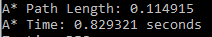 A* Path Length: 0.114915
A* Time: 0.829321 seconds